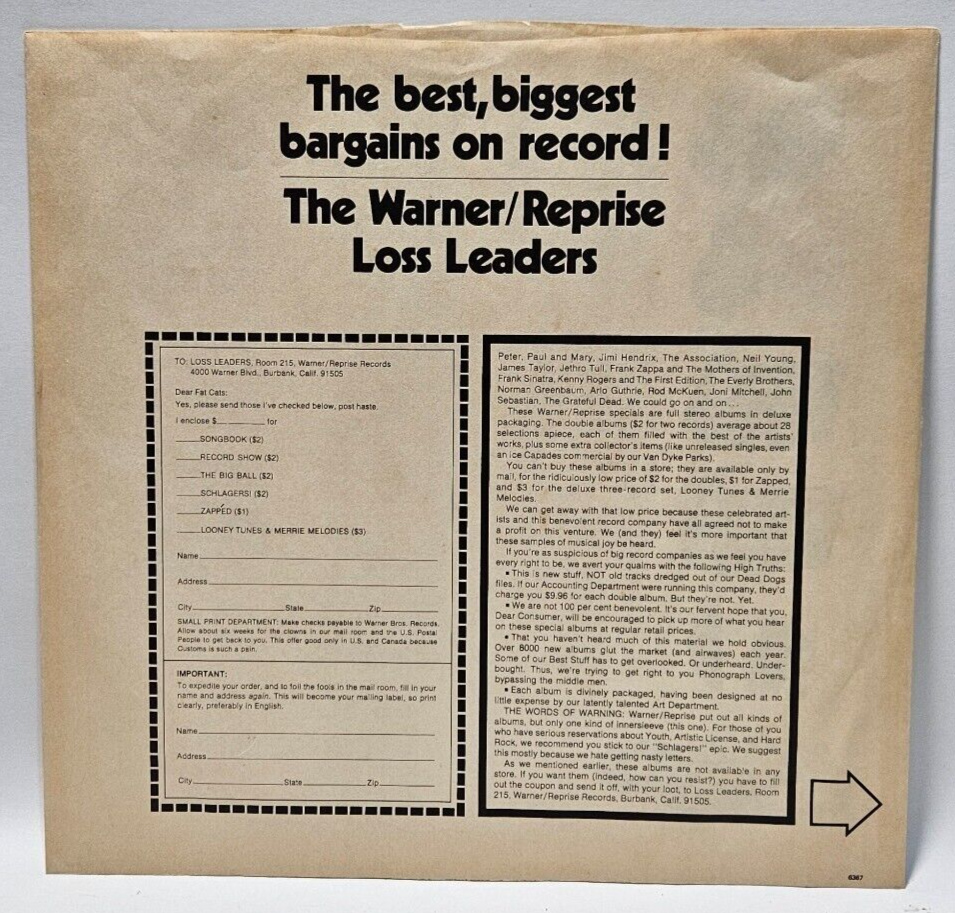 The best, biggest
bargains on record!
The Warner/Reprise
Loss Leaders
TO: LOSS LEADERS, Room 215, Warner/Reprise Records
4000 Warner Blvd., Burbank, Calif. 91505
Dear Fat Cats:
Yes, please send those I've checked below, post haste.
I enclose $__________ for
_____SONGBOOK ($2)
_____RECORD SHOW ($2)
_____THE BIG BALL ($2)
_____SCHLAGERS! ($2)
_____ZAPPED ($1)
_____LOONEY TUNES & MERRIE MELODIES ($3)
Name
Address
City State Zip
SMALL PRINT DEPARTMENT: Make checks payable to Warner Bros. Records.
Allow about six weeks for the clowns in our mail room and the U.S. Postal
People to get back to you. This offer good only in U.S. and Canada because
Customs is such a pain.
IMPORTANT:
To expedite your order, and to foil the fools in the mail room, fill in your
name and address again. This will become your mailing label, so print
clearly, preferably in English.
Name
Address
City State Zip
Peter, Paul and Mary, Jimi Hendrix, The Association, Neil Young,
James Taylor, Jethro Tull, Frank Zappa and The Mothers of Invention,
Frank Sinatra, Kenny Rogers and The First Edition, The Everly Brothers,
Norman Greenbaum, Arlo Guthrie, Rod McKuen, Joni Mitchell, John
Sebastian, The Grateful Dead. We could go on and on...
These Warner/Reprise specials are full stereo albums in deluxe
packaging. The double albums ($2 for two records) average about 28
selections apiece, each of them filled with the best of the artists'
works, plus some extra collector's items (like unreleased singles, even
an Ice Capades commercial by our Van Dyke Parks).
You can't buy these albums in a store; they are available only by
mail, for the ridiculously low price of $2 for the doubles, $1 for Zapped,
and $3 for the deluxe three-record set, Looney Tunes & Merrie
Melodies.
We can get away with that low price because these celebrated art-
ists and this benevolent record company have all agreed not to make
a profit on this venture. We (and they) feel it's more important that
these samples of musical joy be heard.
If you're as suspicious of big record companies as we feel you have
every right to be, we avert your qualms with the following High Truths:
▪ This is new stuff, NOT old tracks dredged out of our Dead Dogs
files. If our Accounting Department were running this company, they'd
charge you $9.96 for each double album. But they're not. Yet.
▪ We are not 100 per cent benevolent. It's our fervent hope that you,
Dear Consumer, will be encouraged to pick up more of what you hear
on these special albums at regular retail prices.
▪ That you haven't heard much of this material we hold obvious.
Over 8000 new albums glut the market (and airwaves) each year.
Some of our Best Stuff has to get overlooked. Or underheard. Under-
bought. Thus, we're trying to get right to you Phonograph Lovers,
bypassing the middle men.
▪ Each album is divinely packaged, having been designed at no
little expense by our latently talented Art Department.
THE WORDS OF WARNING: Warner/Reprise put out all kinds of
albums, but only one kind of innersleeve (this one). For those of you
who have serious reservations about Youth, Artistic License, and Hard
Rock, we recommend you stick to our "Schlagers!" epic. We suggest
this mostly because we hate getting nasty letters.
As we mentioned earlier, these albums are not available in any
store. If you want them (indeed, how can you resist?) you have to fill
out the coupon and send it off, with your loot, to Loss Leaders, Room
215, Warner/Reprise Records, Burbank, Calif. 91505.
6367